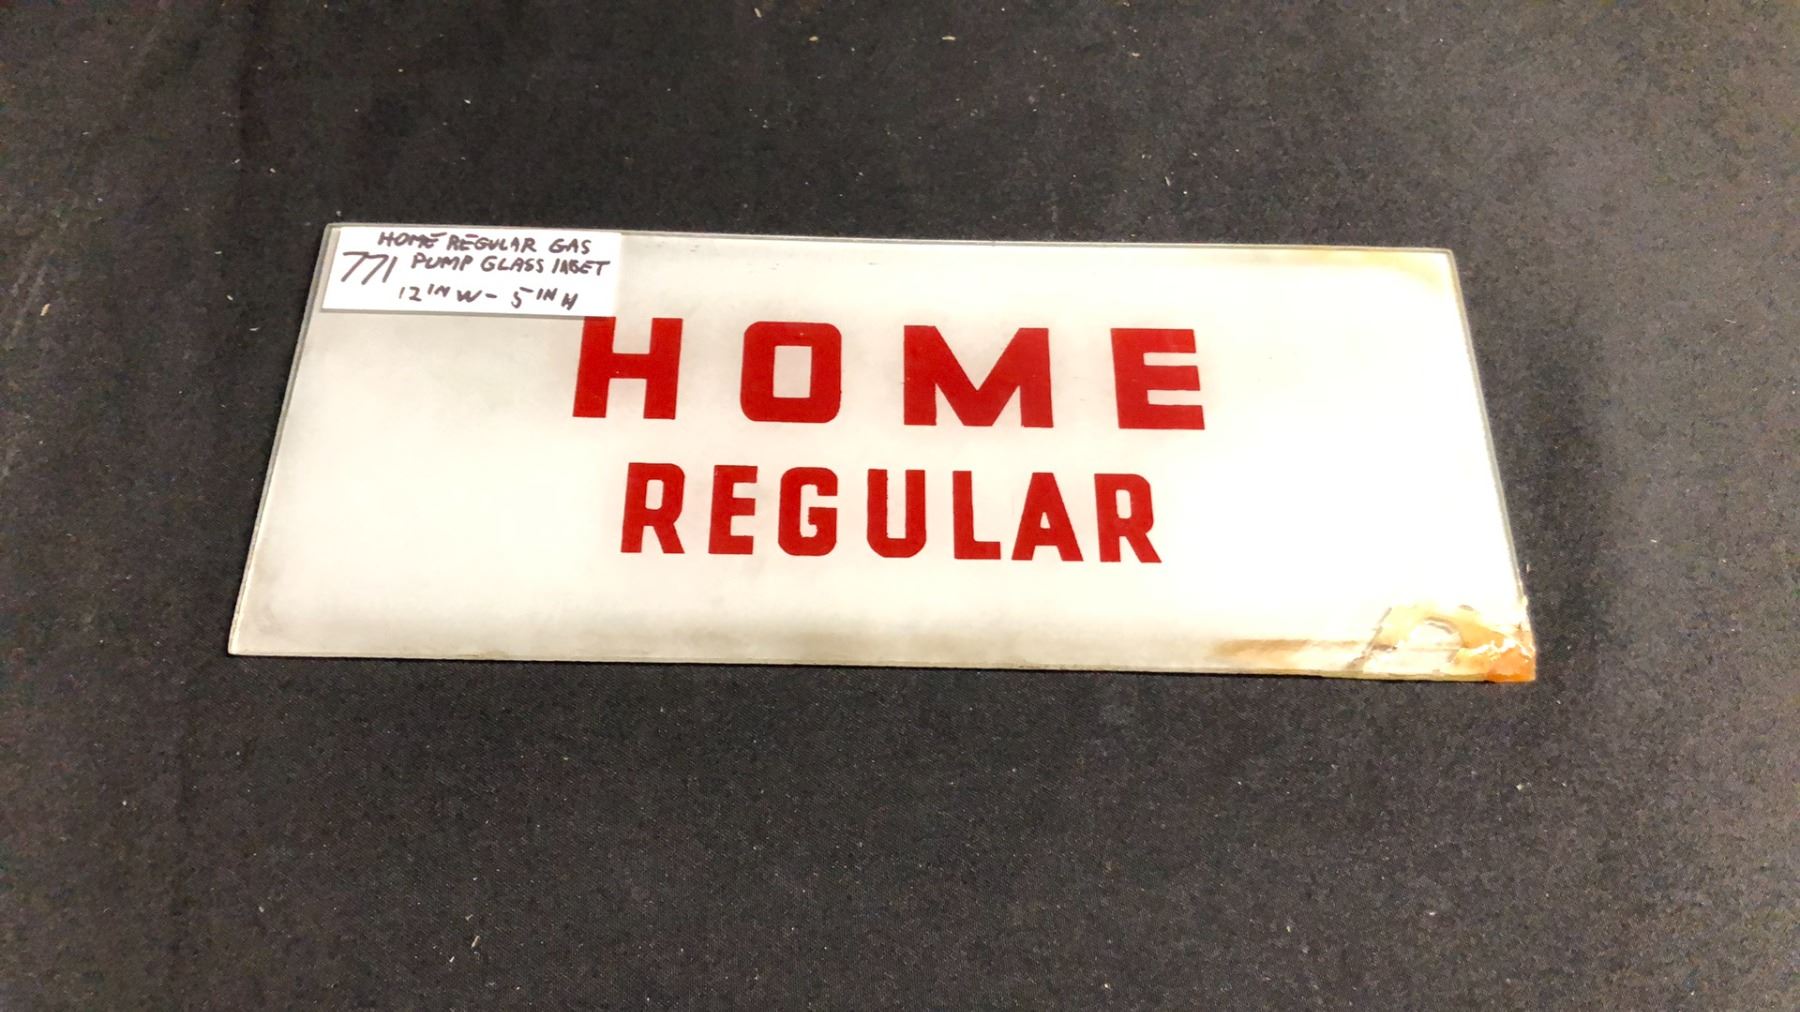 HOME REGULAR GAS
771 PUMP GLASS INSET
12 IN W - 5 IN H
HOME
REGULAR